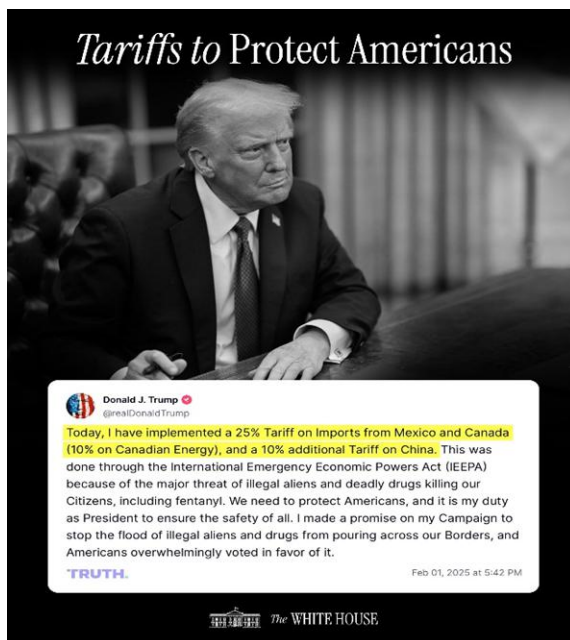 Tariffs to Protect Americans
Donald J. Trump
@realDonaldTrump
Today, I have implemented a 25% Tariff on Imports from Mexico and Canada
(10% on Canadian Energy), and a 10% additional Tariff on China. This was
done through the International Emergency Economic Powers Act (IEEPA)
because of the major threat of illegal aliens and deadly drugs killing our
Citizens, including fentanyl. We need to protect Americans, and it is my duty
as President to ensure the safety of all. I made a promise on my Campaign to
stop the flood of illegal aliens and drugs from pouring across our Borders, and
Americans overwhelmingly voted in favor of it.
TRUTH.
Feb 01, 2025 at 5:42 PM
The WHITE HOUSE